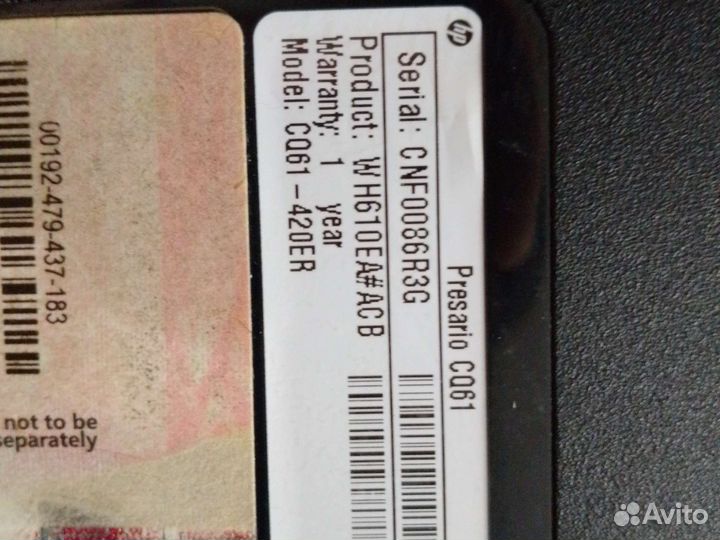 hp
Presario CQ61
Serial: CNF0086R3G
Product: WH610EA#ACB
Warranty: 1 year
Model: CQ61-420ER
00192-479-437-183
not to be
separately
Avito